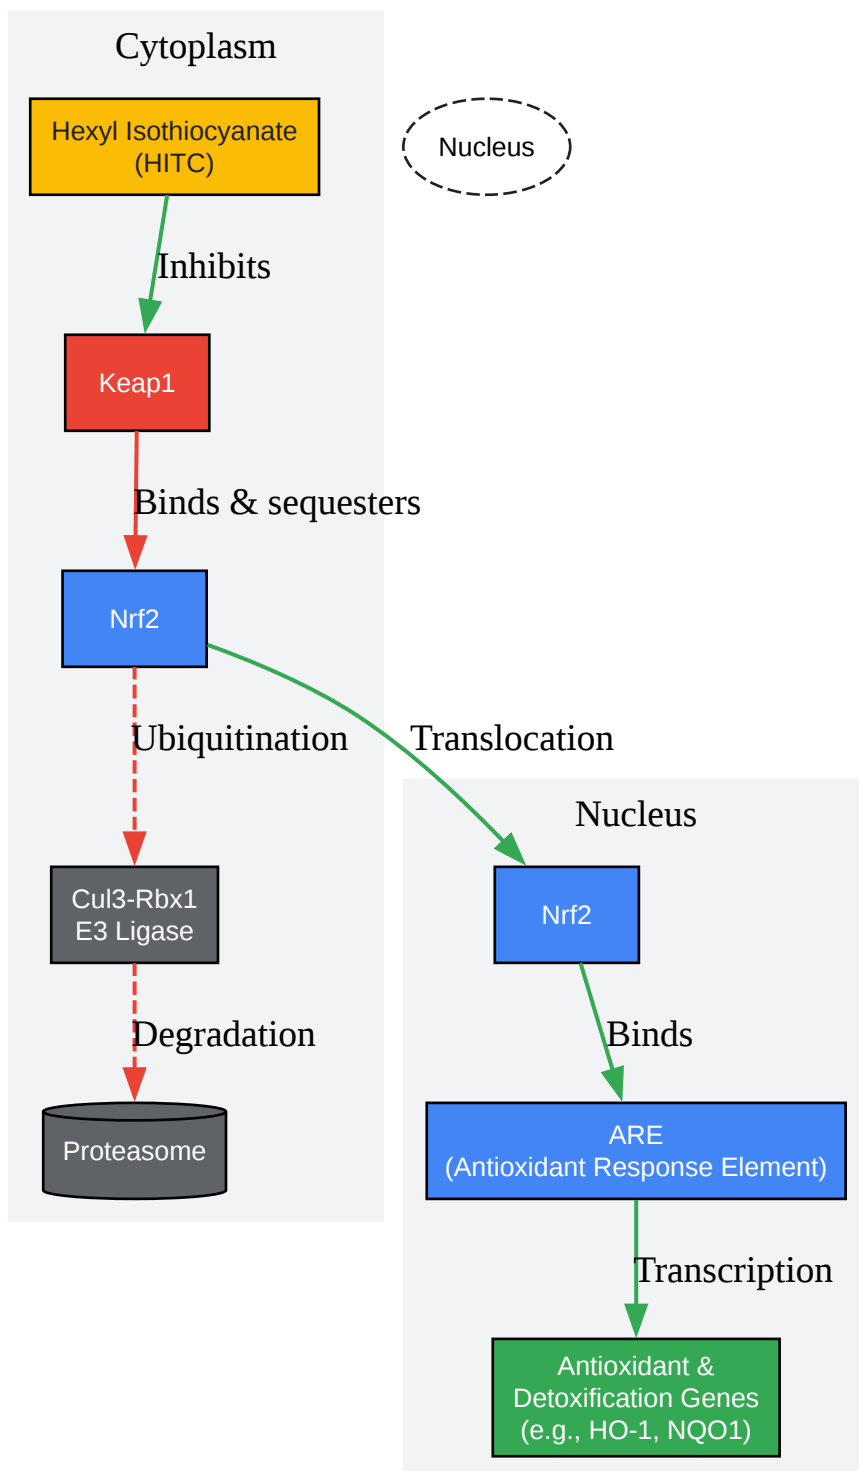 Cytoplasm
Hexyl Isothiocyanate
(HITC)
Nucleus
Inhibits
Keap1
Binds & sequesters
Nrf2
Ubiquitination
Translocation
Nucleus
Cul3-Rbx1
E3 Ligase
Nrf2
Degradation
Binds
Proteasome
ARE
(Antioxidant Response Element)
Transcription
Antioxidant &
Detoxification Genes
(e.g., HO-1, NQO1)